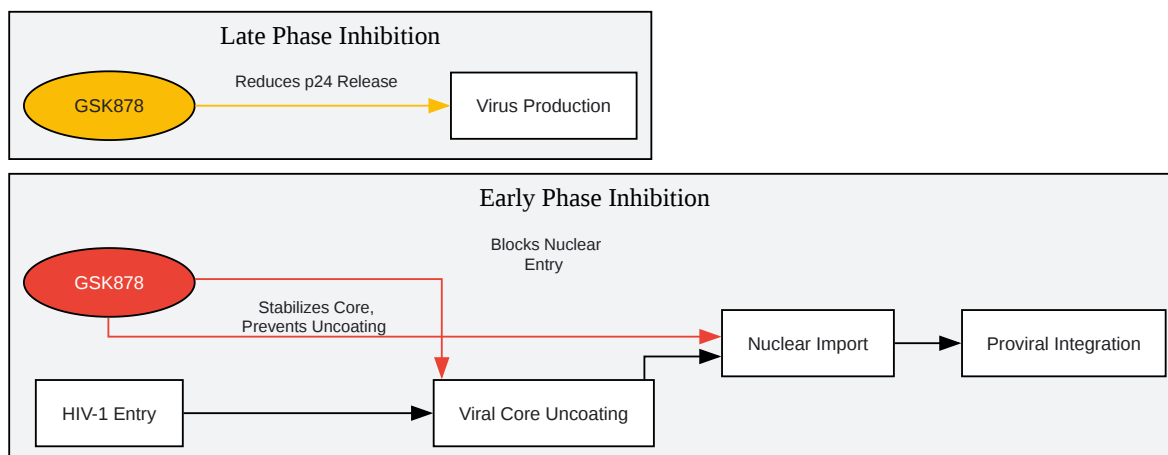 Late Phase Inhibition
Reduces p24 Release
GSK878
Virus Production
Early Phase Inhibition
Blocks Nuclear
Entry
GSK878
Stabilizes Core,
Prevents Uncoating
Nuclear Import
Proviral Integration
HIV-1 Entry
Viral Core Uncoating